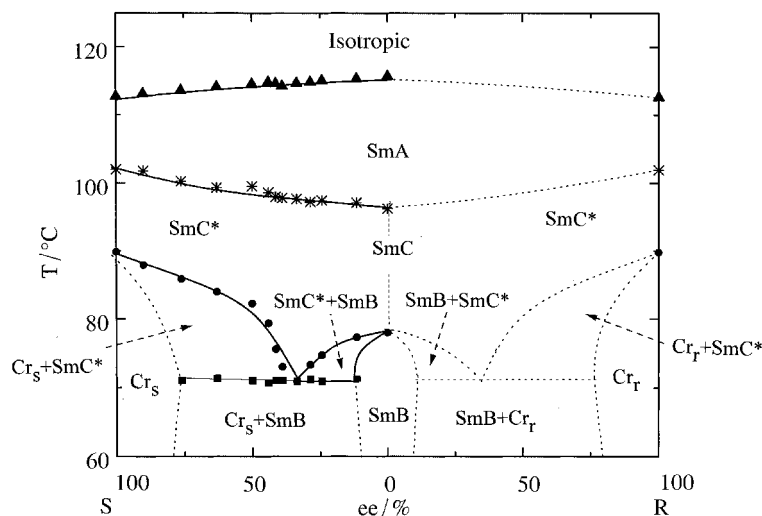 120
Isotropic
SmA
100
SmC*
SmC*
SmC
T/°C
80
SmC*+SmB
SmB+SmC*
Cr_s+SmC*
Cr_r+SmC*
Cr_s
Cr_r
Cr_s+SmB
SmB
SmB+Cr_r
60
100
50
0
50
100
S
ee/%
R